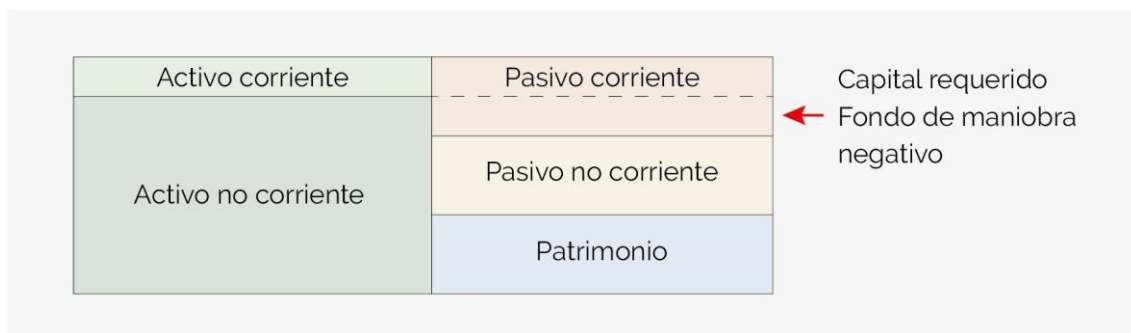 Activo corriente
Pasivo corriente
Activo no corriente
Pasivo no corriente
Patrimonio
Capital requerido
Fondo de maniobra
negativo